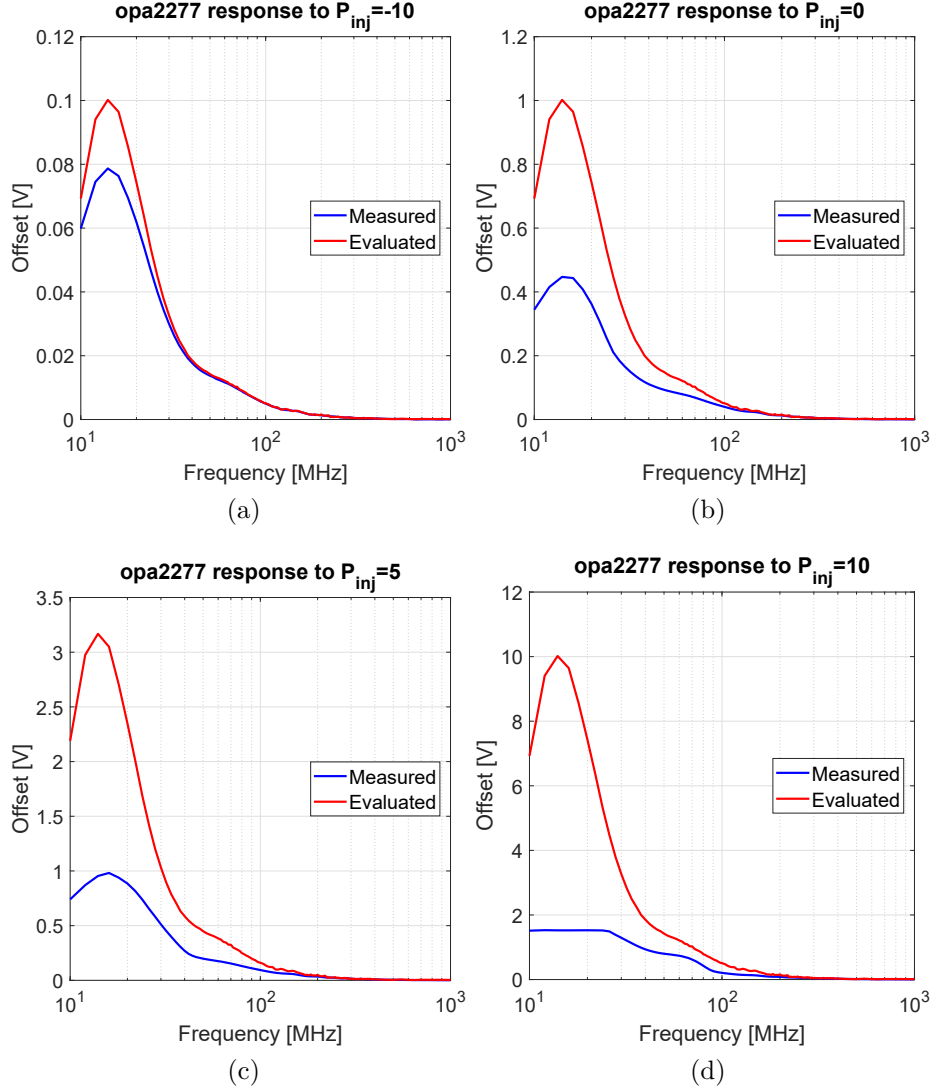 opa2277 response to P_inj=-10
0.12
0.1
0.08
0.06
0.04
0.02
0
Offset [V]
Measured
Evaluated
10^1
10^2
10^3
Frequency [MHz]
(a)
opa2277 response to P_inj=0
1.2
1
0.8
0.6
0.4
0.2
0
Offset [V]
Measured
Evaluated
10^1
10^2
10^3
Frequency [MHz]
(b)
opa2277 response to P_inj=5
3.5
3
2.5
2
1.5
1
0.5
0
Offset [V]
Measured
Evaluated
10^1
10^2
10^3
Frequency [MHz]
(c)
opa2277 response to P_inj=10
12
10
8
6
4
2
0
Offset [V]
Measured
Evaluated
10^1
10^2
10^3
Frequency [MHz]
(d)